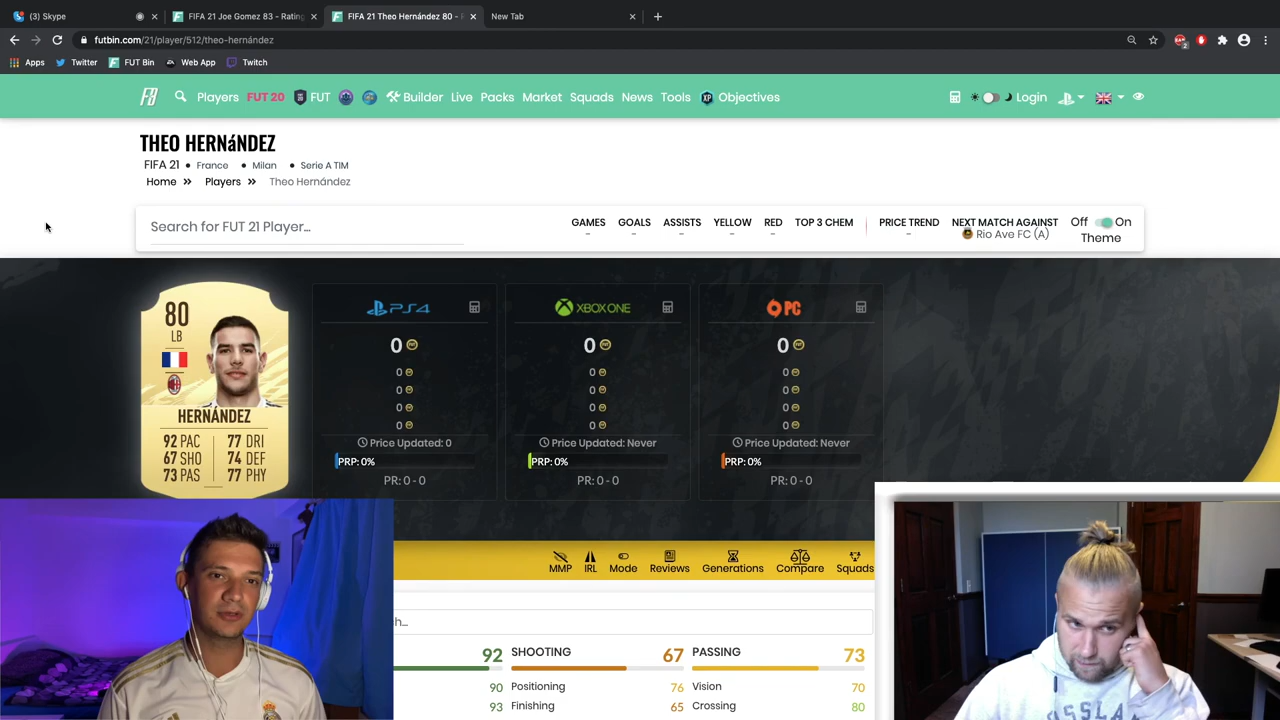 (3) Skype
FIFA 21 Joe Gomez 83 - Rating
FIFA 21 Theo Hernández 80 -
New Tab
futbin.com/21/player/512/theo-hernández
Apps Twitter FUT Bin Web App Twitch
Players FUT 20 FUT Builder Live Packs Market Squads News Tools XP Objectives Login
THEO HERNáNDEZ
FIFA 21 • France • Milan • Serie A TIM
Home » Players » Theo Hernández
Search for FUT 21 Player...
GAMES GOALS ASSISTS YELLOW RED TOP 3 CHEM PRICE TREND NEXT MATCH AGAINST Off On
- - - - - - - Rio Ave FC (A) Theme
80
LB
HERNÁNDEZ
92 PAC 77 DRI
67 SHO 74 DEF
73 PAS 77 PHY
PS4 XBOX ONE PC
0 0 0
0 0 0
0 0 0
0 0 0
0 0 0
Price Updated: 0 Price Updated: Never Price Updated: Never
PRP: 0% PRP: 0% PRP: 0%
PR: 0 - 0 PR: 0 - 0 PR: 0 - 0
MMP IRL Mode Reviews Generations Compare Squads
h...
92 SHOOTING 67 PASSING 73
90 Positioning 76 Vision 70
93 Finishing 65 Crossing 80